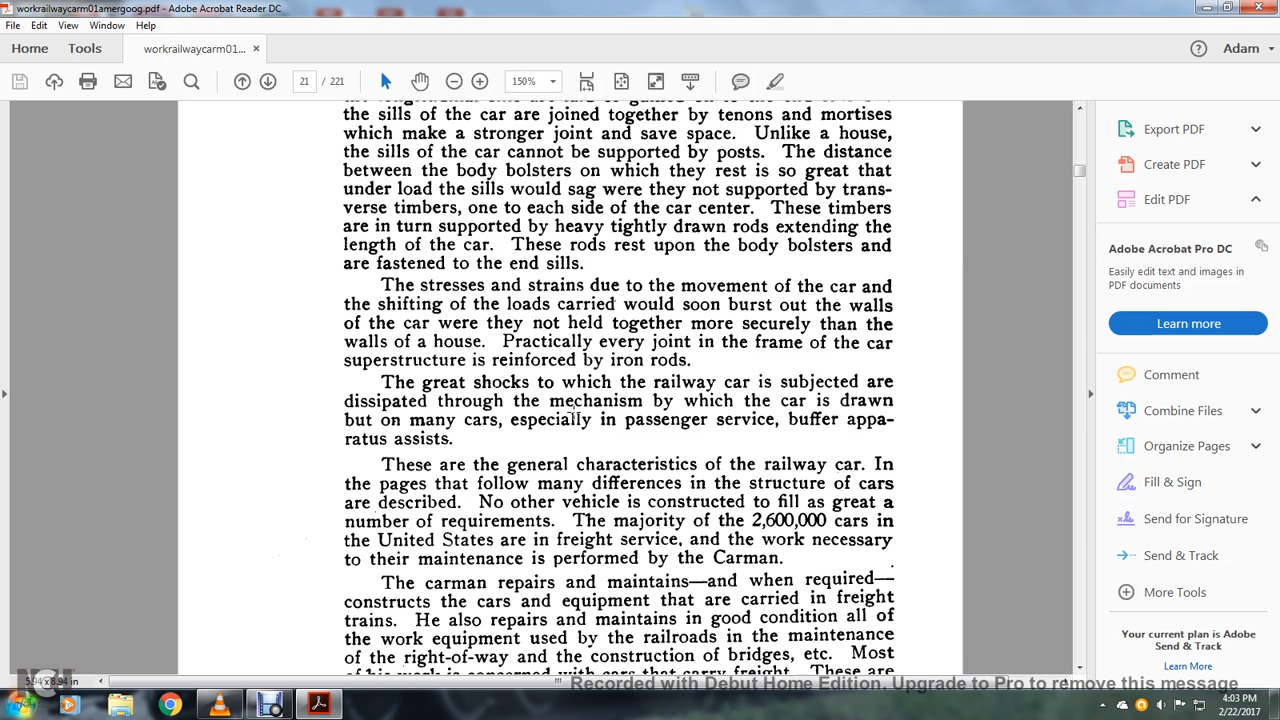 workrailwaycarm01amergoog.pdf - Adobe Acrobat Reader DC
File Edit View Window Help
Home Tools workrailwaycarm01... × Adam
21 / 221 150%
the sills of the car are joined together by tenons and mortises
which make a stronger joint and save space. Unlike a house,
the sills of the car cannot be supported by posts. The distance
between the body bolsters on which they rest is so great that
under load the sills would sag were they not supported by trans-
verse timbers, one to each side of the car center. These timbers
are in turn supported by heavy tightly drawn rods extending the
length of the car. These rods rest upon the body bolsters and
are fastened to the end sills.
The stresses and strains due to the movement of the car and
the shifting of the loads carried would soon burst out the walls
of the car were they not held together more securely than the
walls of a house. Practically every joint in the frame of the car
superstructure is reinforced by iron rods.
The great shocks to which the railway car is subjected are
dissipated through the mechanism by which the car is drawn
but on many cars, especially in passenger service, buffer appa-
ratus assists.
These are the general characteristics of the railway car. In
the pages that follow many differences in the structure of cars
are described. No other vehicle is constructed to fill as great a
number of requirements. The majority of the 2,600,000 cars in
the United States are in freight service, and the work necessary
to their maintenance is performed by the Carman.
The carman repairs and maintains—and when required—
constructs the cars and equipment that are carried in freight
trains. He also repairs and maintains in good condition all of
the work equipment used by the railroads in the maintenance
of the right-of-way and the construction of bridges, etc. Most
of his work is concerned with cars that carry freight. These are
Export PDF
Create PDF
Edit PDF
Adobe Acrobat Pro DC
Easily edit text and images in
PDF documents
Learn more
Comment
Combine Files
Organize Pages
Fill & Sign
Send for Signature
Send & Track
More Tools
Your current plan is Adobe
Send & Track
Learn More
5.94 x 8.94 in
Recorded with Debut Home Edition. Upgrade to Pro to remove this message
4:03 PM
2/22/2017